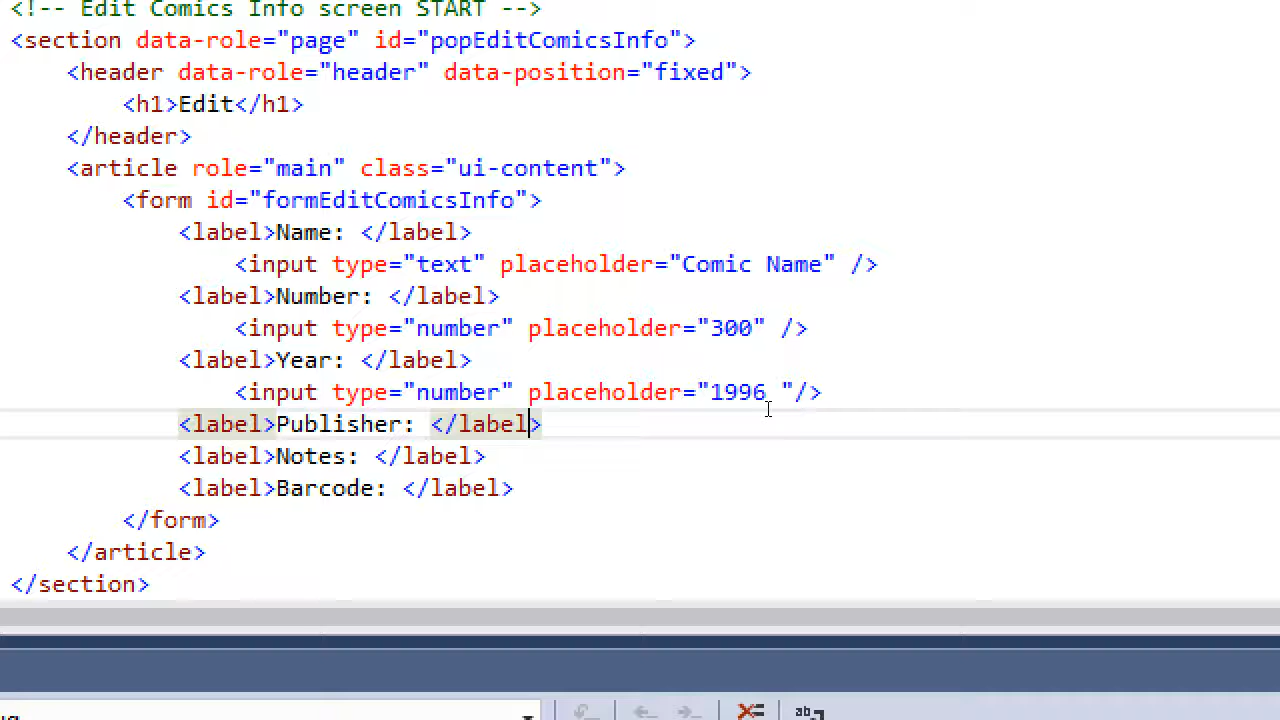 <!-- Edit Comics Info screen START -->
<section data-role="page" id="popEditComicsInfo">
<header data-role="header" data-position="fixed">
<h1>Edit</h1>
</header>
<article role="main" class="ui-content">
<form id="formEditComicsInfo">
<label>Name: </label>
<input type="text" placeholder="Comic Name" />
<label>Number: </label>
<input type="number" placeholder="300" />
<label>Year: </label>
<input type="number" placeholder="1996 "/>
<label>Publisher: </label>
<label>Notes: </label>
<label>Barcode: </label>
</form>
</article>
</section>